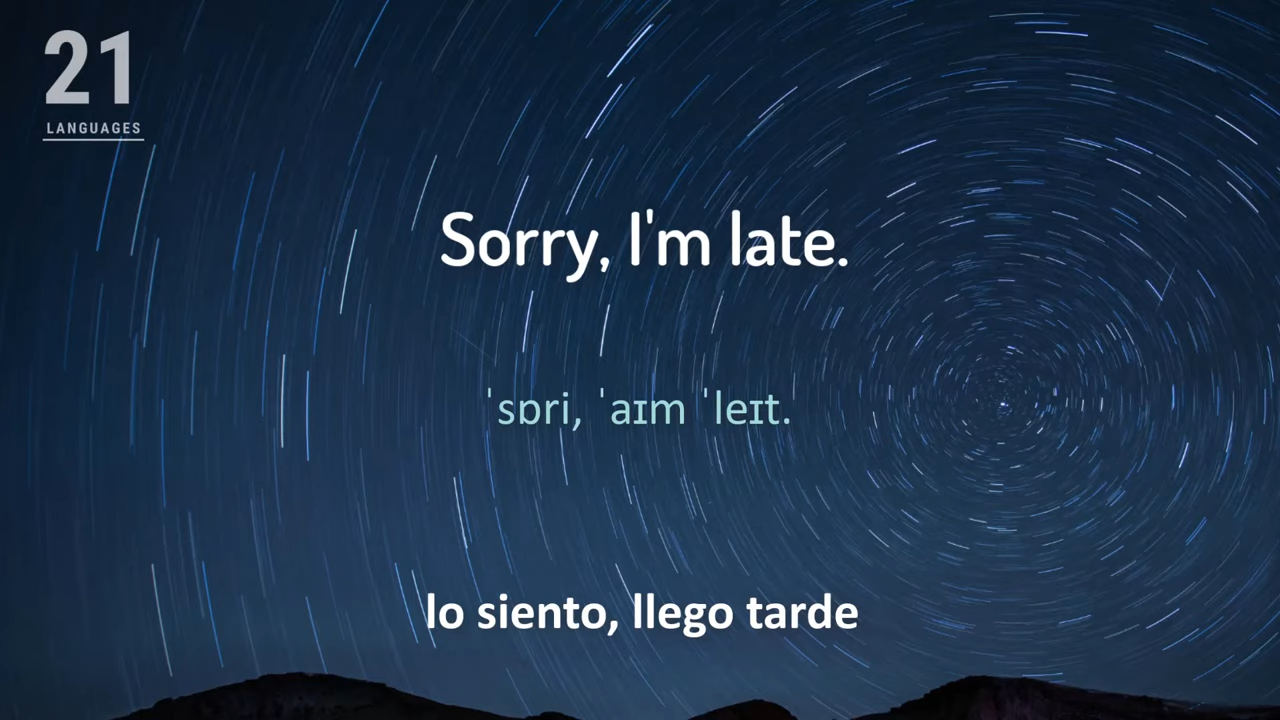 21
LANGUAGES
Sorry, I'm late.
ˈsɒri, ˈaɪm ˈleɪt.
lo siento, llego tarde